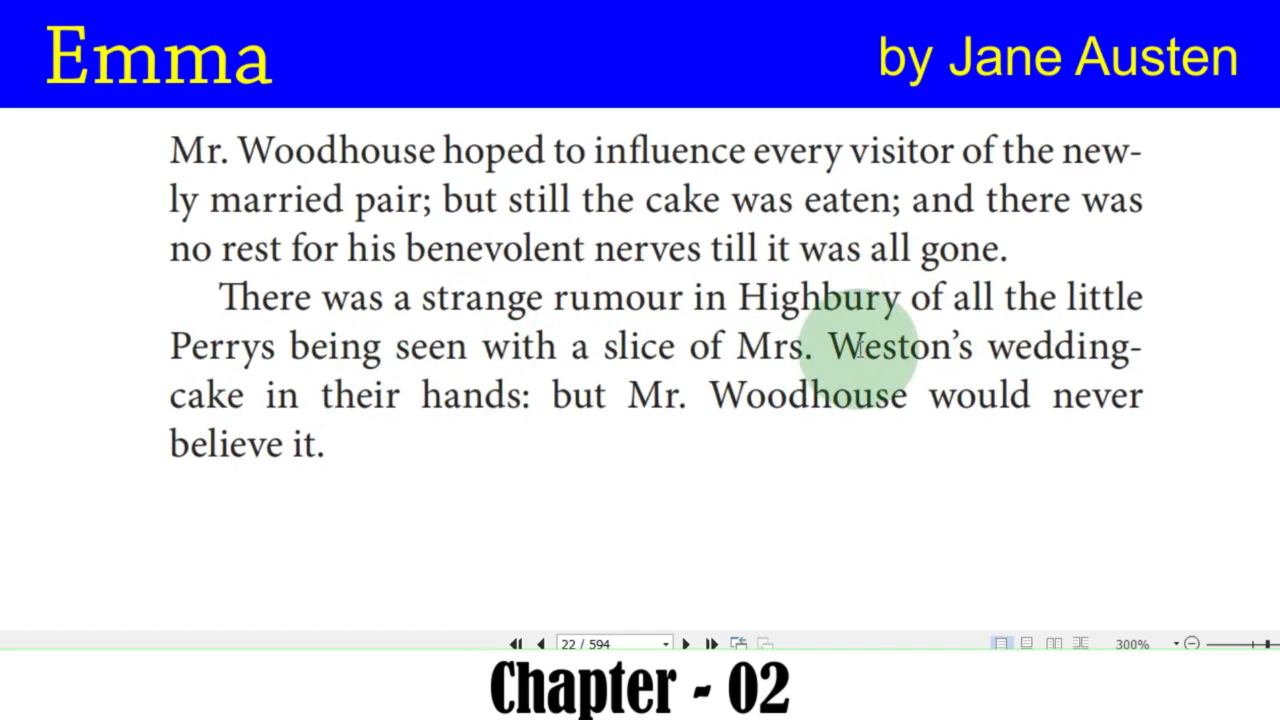 Emma
by Jane Austen
Mr. Woodhouse hoped to influence every visitor of the new-
ly married pair; but still the cake was eaten; and there was
no rest for his benevolent nerves till it was all gone.
There was a strange rumour in Highbury of all the little
Perrys being seen with a slice of Mrs. Weston’s wedding-
cake in their hands: but Mr. Woodhouse would never
believe it.
22 / 594
300%
Chapter - 02